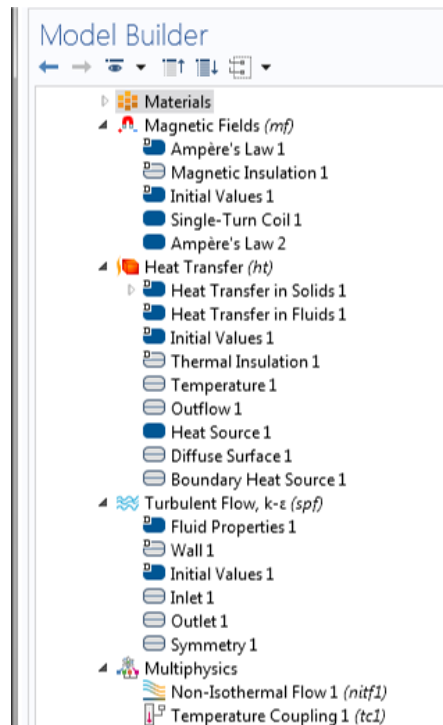 Model Builder
Materials
Magnetic Fields (mf)
Ampère's Law 1
Magnetic Insulation 1
Initial Values 1
Single-Turn Coil 1
Ampère's Law 2
Heat Transfer (ht)
Heat Transfer in Solids 1
Heat Transfer in Fluids 1
Initial Values 1
Thermal Insulation 1
Temperature 1
Outflow 1
Heat Source 1
Diffuse Surface 1
Boundary Heat Source 1
Turbulent Flow, k-ε (spf)
Fluid Properties 1
Wall 1
Initial Values 1
Inlet 1
Outlet 1
Symmetry 1
Multiphysics
Non-Isothermal Flow 1 (nitf1)
Temperature Coupling 1 (tc1)